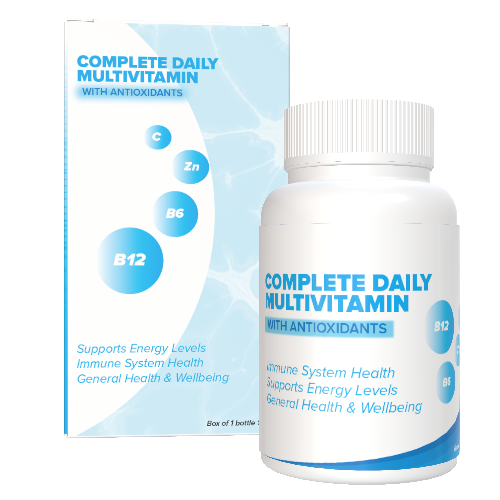 COMPLETE DAILY
MULTIVITAMIN
WITH ANTIOXIDANTS
C
Zn
B6
B12
Supports Energy Levels
Immune System Health
General Health & Wellbeing
Box of 1 bottle
COMPLETE DAILY
MULTIVITAMIN
WITH ANTIOXIDANTS
B12
B6
Immune System Health
Supports Energy Levels
General Health & Wellbeing